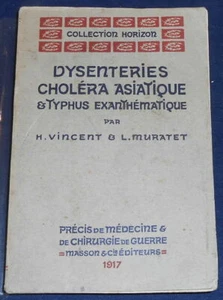 COLLECTION HORIZON
DYSENTERIES
CHOLÉRA ASIATIQUE
& TYPHUS EXANTHÉMATIQUE
PAR
H. VINCENT & L. MURATET
PRÉCIS DE MÉDECINE &
DE CHIRURGIE DE GUERRE
MASSON & Cie ÉDITEURS
1917